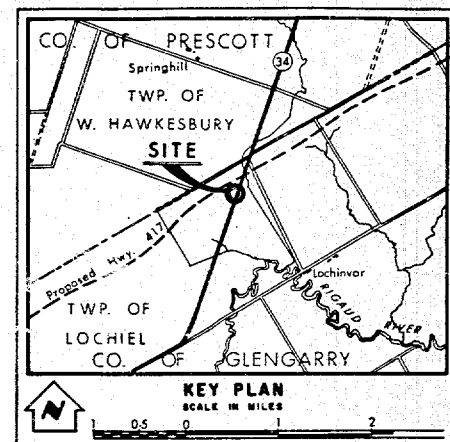 CO. OF PRESCOTT
34
Springhill
TWP. OF
W. HAWKESBURY
SITE
Proposed Hwy. 417
Lochinvar
RIGAUD
RIVER
TWP. OF
LOCHIEL
CO. OF GLENGARRY
KEY PLAN
SCALE IN MILES
N
1 0·5 0 1 2